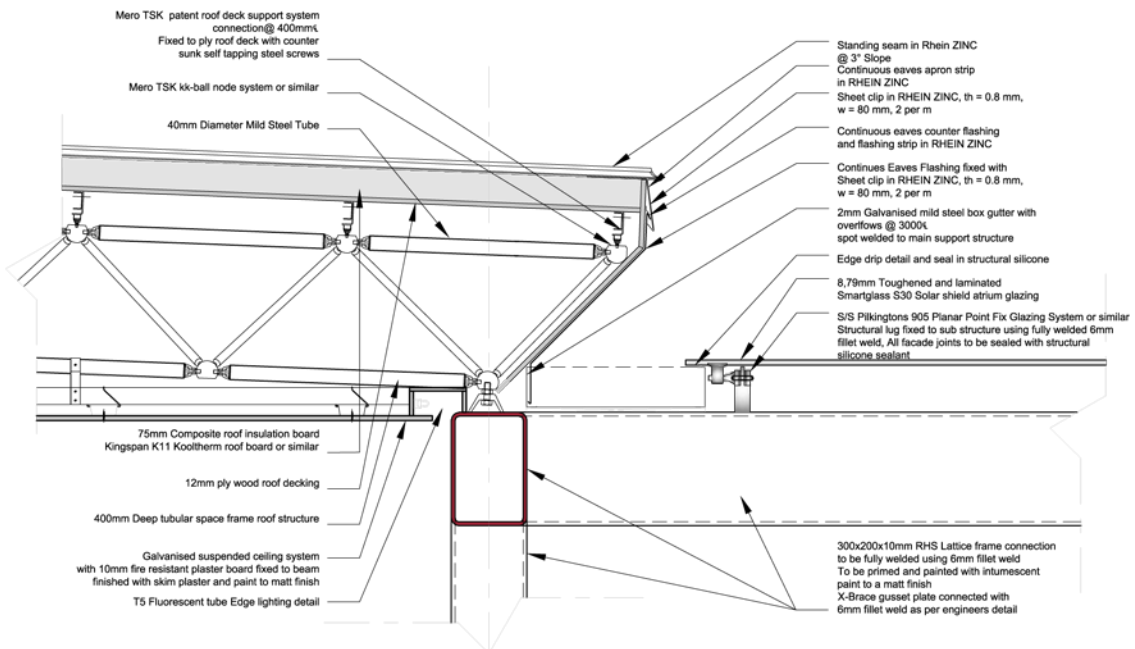 Mero TSK patent roof deck support system
connection@ 400mm℄
Fixed to ply roof deck with counter
sunk self tapping steel screws
Mero TSK kk-ball node system or similar
40mm Diameter Mild Steel Tube
75mm Composite roof insulation board
Kingspan K11 Kooltherm roof board or similar
12mm ply wood roof decking
400mm Deep tubular space frame roof structure
Galvanised suspended ceiling system
with 10mm fire resistant plaster board fixed to beam
finished with skim plaster and paint to matt finish
T5 Fluorescent tube Edge lighting detail
Standing seam in Rhein ZINC
@ 3° Slope
Continuous eaves apron strip
in RHEIN ZINC
Sheet clip in RHEIN ZINC, th = 0.8 mm,
w = 80 mm, 2 per m
Continuous eaves counter flashing
and flashing strip in RHEIN ZINC
Continues Eaves Flashing fixed with
Sheet clip in RHEIN ZINC, th = 0.8 mm,
w = 80 mm, 2 per m
2mm Galvanised mild steel box gutter with
overlfows @ 3000℄
spot welded to main support structure
Edge drip detail and seal in structural silicone
8,79mm Toughened and laminated
Smartglass S30 Solar shield atrium glazing
S/S Pilkingtons 905 Planar Point Fix Glazing System or similar
Structural lug fixed to sub structure using fully welded 6mm
fillet weld, All facade joints to be sealed with structural
silicone sealant
300x200x10mm RHS Lattice frame connection
to be fully welded using 6mm fillet weld
To be primed and painted with intumescent
paint to a matt finish
X-Brace gusset plate connected with
6mm fillet weld as per engineers detail